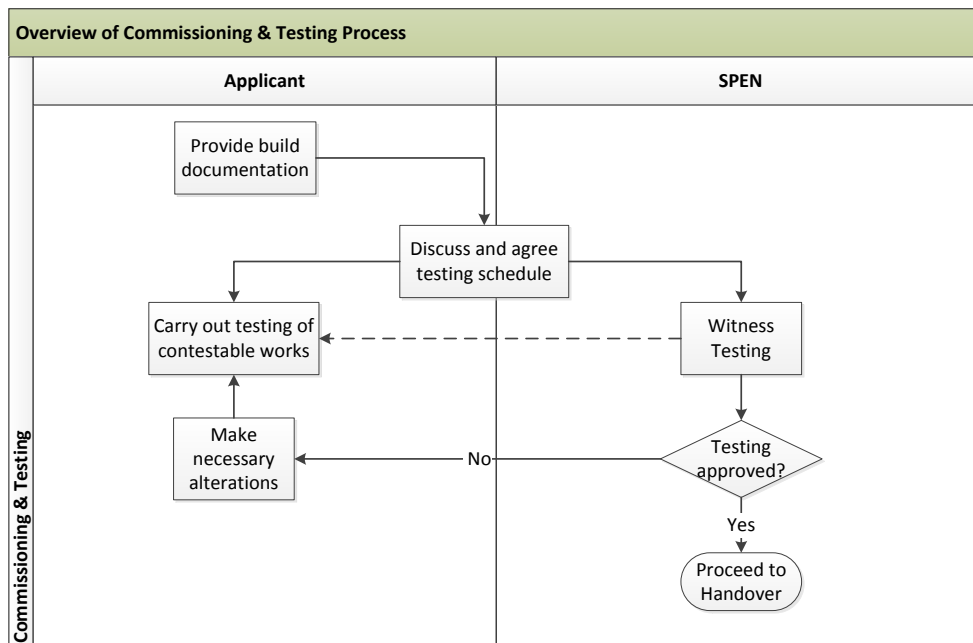 Overview of Commissioning & Testing Process
Applicant
SPEN
Commissioning & Testing
Provide build
documentation
Discuss and agree
testing schedule
Carry out testing of
contestable works
Witness
Testing
Make
necessary
alterations
No
Testing
approved?
Yes
Proceed to
Handover